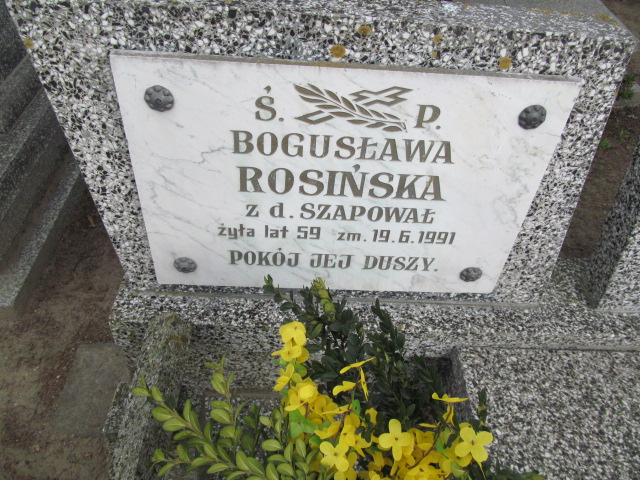 Ś. P.
BOGUSŁAWA
ROSIŃSKA
z d. SZAPOWAŁ
żyła lat 59 zm. 19.6.1991
POKÓJ JEJ DUSZY.